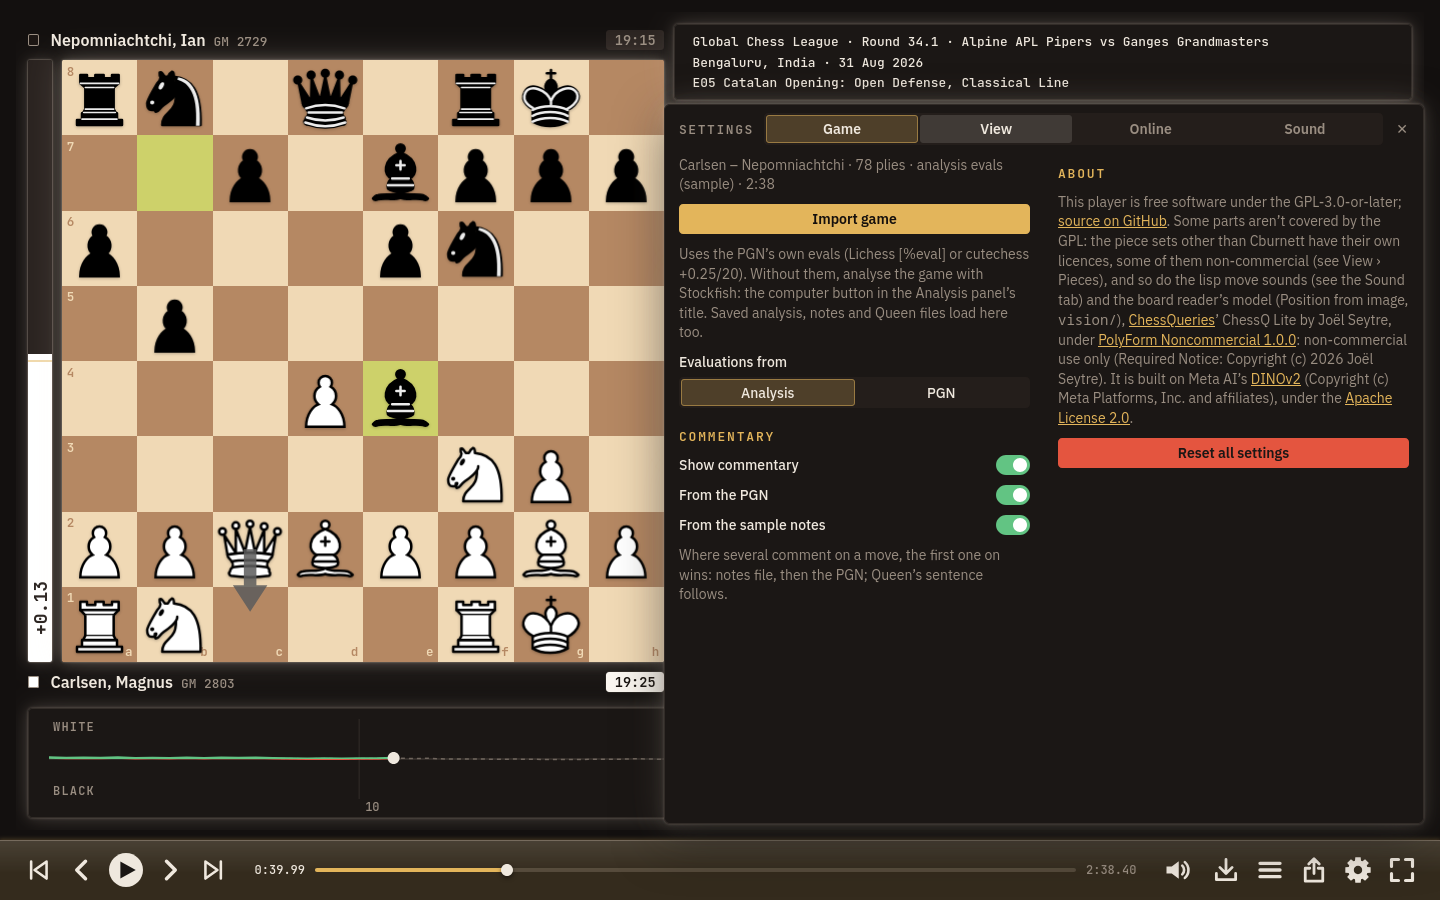 Nepomniachtchi, Ian GM 2729
19:15
8
7
6
5
4
3
2
1
a
b
c
d
e
f
g
h
+0.13
Carlsen, Magnus GM 2803
19:25
WHITE
BLACK
10
Global Chess League · Round 34.1 · Alpine APL Pipers vs Ganges Grandmasters
Bengaluru, India · 31 Aug 2026
E05 Catalan Opening: Open Defense, Classical Line
SETTINGS
Game
View
Online
Sound
×
Carlsen – Nepomniachtchi · 78 plies · analysis evals
(sample) · 2:38
Import game
Uses the PGN’s own evals (Lichess [%eval] or cutechess
+0.25/20). Without them, analyse the game with
Stockfish: the computer button in the Analysis panel’s
title. Saved analysis, notes and Queen files load here
too.
Evaluations from
Analysis
PGN
COMMENTARY
Show commentary
From the PGN
From the sample notes
Where several comment on a move, the first one on
wins: notes file, then the PGN; Queen’s sentence
follows.
ABOUT
This player is free software under the GPL-3.0-or-later;
source on GitHub. Some parts aren’t covered by the
GPL: the piece sets other than Cburnett have their own
licences, some of them non-commercial (see View ›
Pieces), and so do the lisp move sounds (see the Sound
tab) and the board reader’s model (Position from image,
vision/), ChessQueries’ ChessQ Lite by Joël Seytre,
under PolyForm Noncommercial 1.0.0: non-commercial
use only (Required Notice: Copyright (c) 2026 Joël
Seytre). It is built on Meta AI’s DINOv2 (Copyright (c)
Meta Platforms, Inc. and affiliates), under the Apache
License 2.0.
Reset all settings
0:39.99
2:38.40